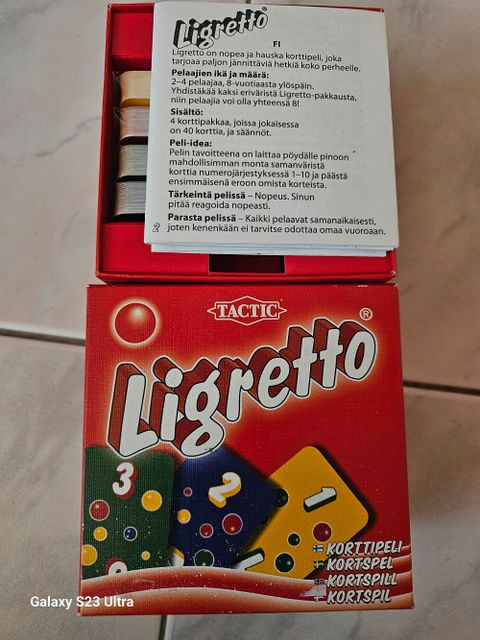 Ligretto
FI
Ligretto on nopea ja hauska korttipeli, joka
tarjoaa paljon jännittäviä hetkiä koko perheelle.
Pelaajien ikä ja määrä:
2–4 pelaajaa, 8-vuotiaasta ylöspäin.
Yhdistäkää kaksi eriväristä Ligretto-pakkausta,
niin pelaajia voi olla yhteensä 8!
Sisältö:
4 korttipakkaa, joissa jokaisessa
on 40 korttia, ja säännöt.
Peli-idea:
Pelin tavoitteena on laittaa pöydälle pinoon
mahdollisimman monta samanväristä
korttia numerojärjestyksessä 1–10 ja päästä
ensimmäisenä eroon omista korteista.
Tärkeintä pelissä – Nopeus. Sinun
pitää reagoida nopeasti.
Parasta pelissä – Kaikki pelaavat samanaikaisesti,
joten kenenkään ei tarvitse odottaa omaa vuoroaan.
2
TACTIC
Ligretto®
3
2
1
KORTTIPELI
KORTSPEL
KORTSPILL
KORTSPIL
Galaxy S23 Ultra